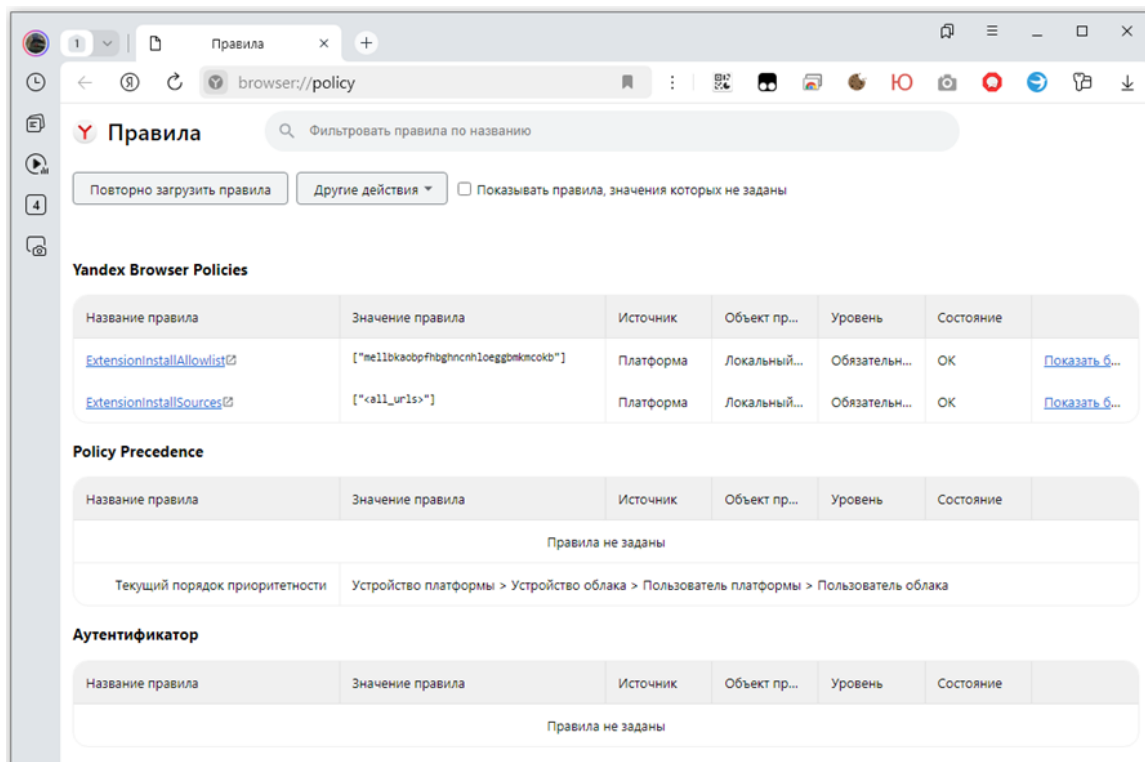 1 Правила
Я browser://policy Ю
Y Правила Фильтровать правила по названию
Повторно загрузить правила Другие действия Показывать правила, значения которых не заданы
4
Yandex Browser Policies
Название правила Значение правила Источник Объект пр... Уровень Состояние
ExtensionInstallAllowlist ["mellbkaobpfhbghncnhloeggbmkmcokb"] Платформа Локальный... Обязательн... ОК Показать б...
ExtensionInstallSources ["<all_urls>"] Платформа Локальный... Обязательн... ОК Показать б...
Policy Precedence
Название правила Значение правила Источник Объект пр... Уровень Состояние
Правила не заданы
Текущий порядок приоритетности Устройство платформы > Устройство облака > Пользователь платформы > Пользователь облака
Аутентификатор
Название правила Значение правила Источник Объект пр... Уровень Состояние
Правила не заданы